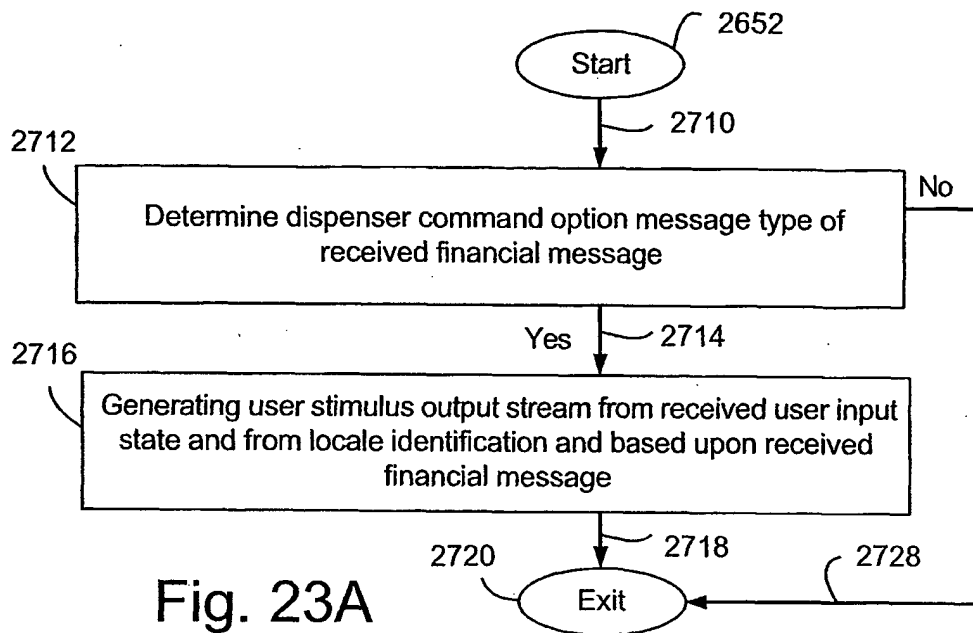 2652
Start
2710
2712
No
Determine dispenser command option message type of
received financial message
Yes
2714
2716
Generating user stimulus output stream from received user input
state and from locale identification and based upon received
financial message
2718
2728
2720
Exit
Fig. 23A